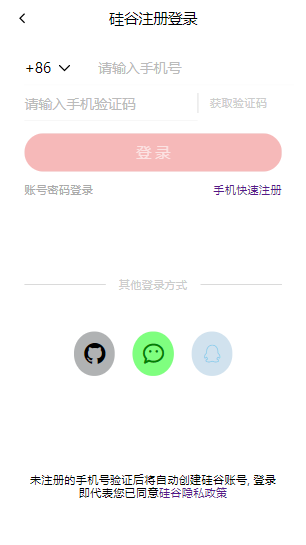 硅谷注册登录
+86 请输入手机号
请输入手机验证码 获取验证码
登 录
账号密码登录 手机快速注册
其他登录方式
未注册的手机号验证后将自动创建硅谷账号, 登录
即代表您已同意硅谷隐私政策